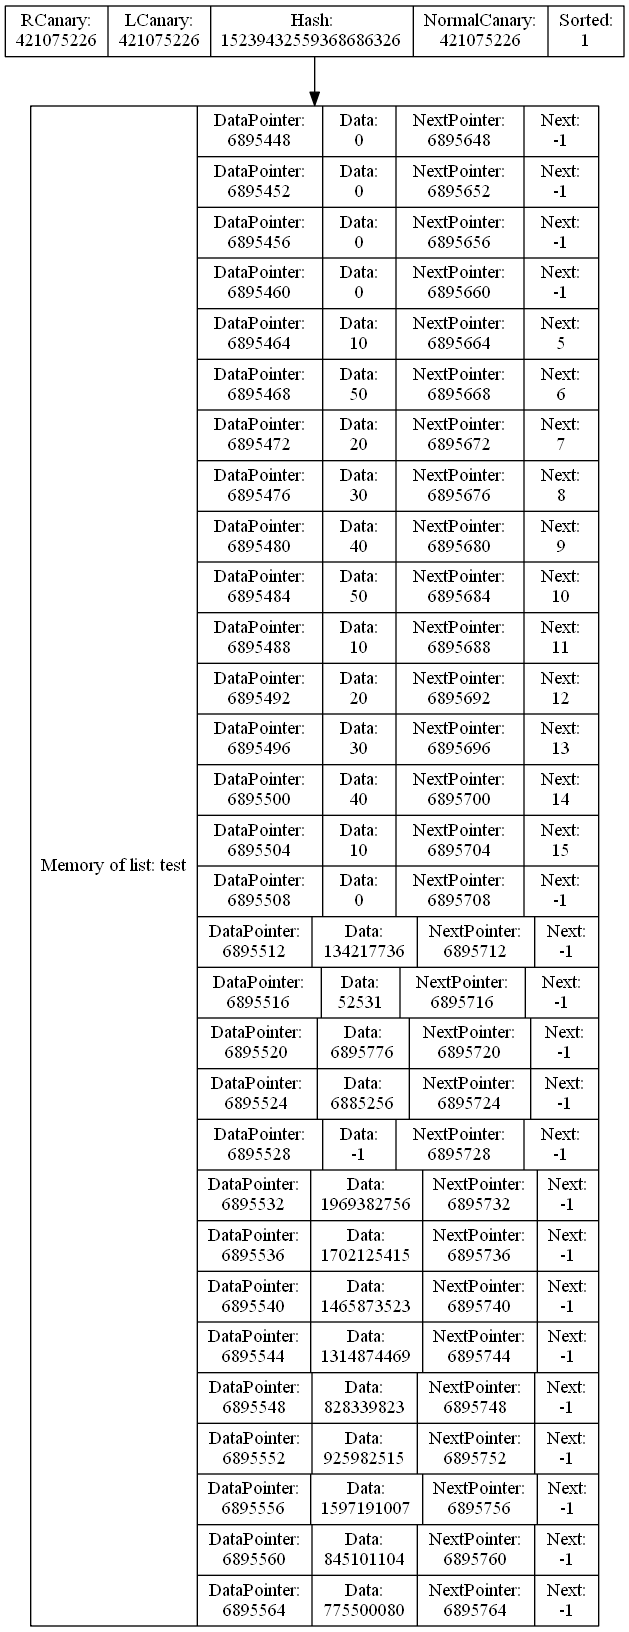 RCanary:
421075226
LCanary:
421075226
Hash:
15239432559368686326
NormalCanary:
421075226
Sorted:
1
Memory of list: test
DataPointer:
6895448
Data:
0
NextPointer:
6895648
Next:
-1
DataPointer:
6895452
Data:
0
NextPointer:
6895652
Next:
-1
DataPointer:
6895456
Data:
0
NextPointer:
6895656
Next:
-1
DataPointer:
6895460
Data:
0
NextPointer:
6895660
Next:
-1
DataPointer:
6895464
Data:
10
NextPointer:
6895664
Next:
5
DataPointer:
6895468
Data:
50
NextPointer:
6895668
Next:
6
DataPointer:
6895472
Data:
20
NextPointer:
6895672
Next:
7
DataPointer:
6895476
Data:
30
NextPointer:
6895676
Next:
8
DataPointer:
6895480
Data:
40
NextPointer:
6895680
Next:
9
DataPointer:
6895484
Data:
50
NextPointer:
6895684
Next:
10
DataPointer:
6895488
Data:
10
NextPointer:
6895688
Next:
11
DataPointer:
6895492
Data:
20
NextPointer:
6895692
Next:
12
DataPointer:
6895496
Data:
30
NextPointer:
6895696
Next:
13
DataPointer:
6895500
Data:
40
NextPointer:
6895700
Next:
14
DataPointer:
6895504
Data:
10
NextPointer:
6895704
Next:
15
DataPointer:
6895508
Data:
0
NextPointer:
6895708
Next:
-1
DataPointer:
6895512
Data:
134217736
NextPointer:
6895712
Next:
-1
DataPointer:
6895516
Data:
52531
NextPointer:
6895716
Next:
-1
DataPointer:
6895520
Data:
6895776
NextPointer:
6895720
Next:
-1
DataPointer:
6895524
Data:
6885256
NextPointer:
6895724
Next:
-1
DataPointer:
6895528
Data:
-1
NextPointer:
6895728
Next:
-1
DataPointer:
6895532
Data:
1969382756
NextPointer:
6895732
Next:
-1
DataPointer:
6895536
Data:
1702125415
NextPointer:
6895736
Next:
-1
DataPointer:
6895540
Data:
1465873523
NextPointer:
6895740
Next:
-1
DataPointer:
6895544
Data:
1314874469
NextPointer:
6895744
Next:
-1
DataPointer:
6895548
Data:
828339823
NextPointer:
6895748
Next:
-1
DataPointer:
6895552
Data:
925982515
NextPointer:
6895752
Next:
-1
DataPointer:
6895556
Data:
1597191007
NextPointer:
6895756
Next:
-1
DataPointer:
6895560
Data:
845101104
NextPointer:
6895760
Next:
-1
DataPointer:
6895564
Data:
775500080
NextPointer:
6895764
Next:
-1